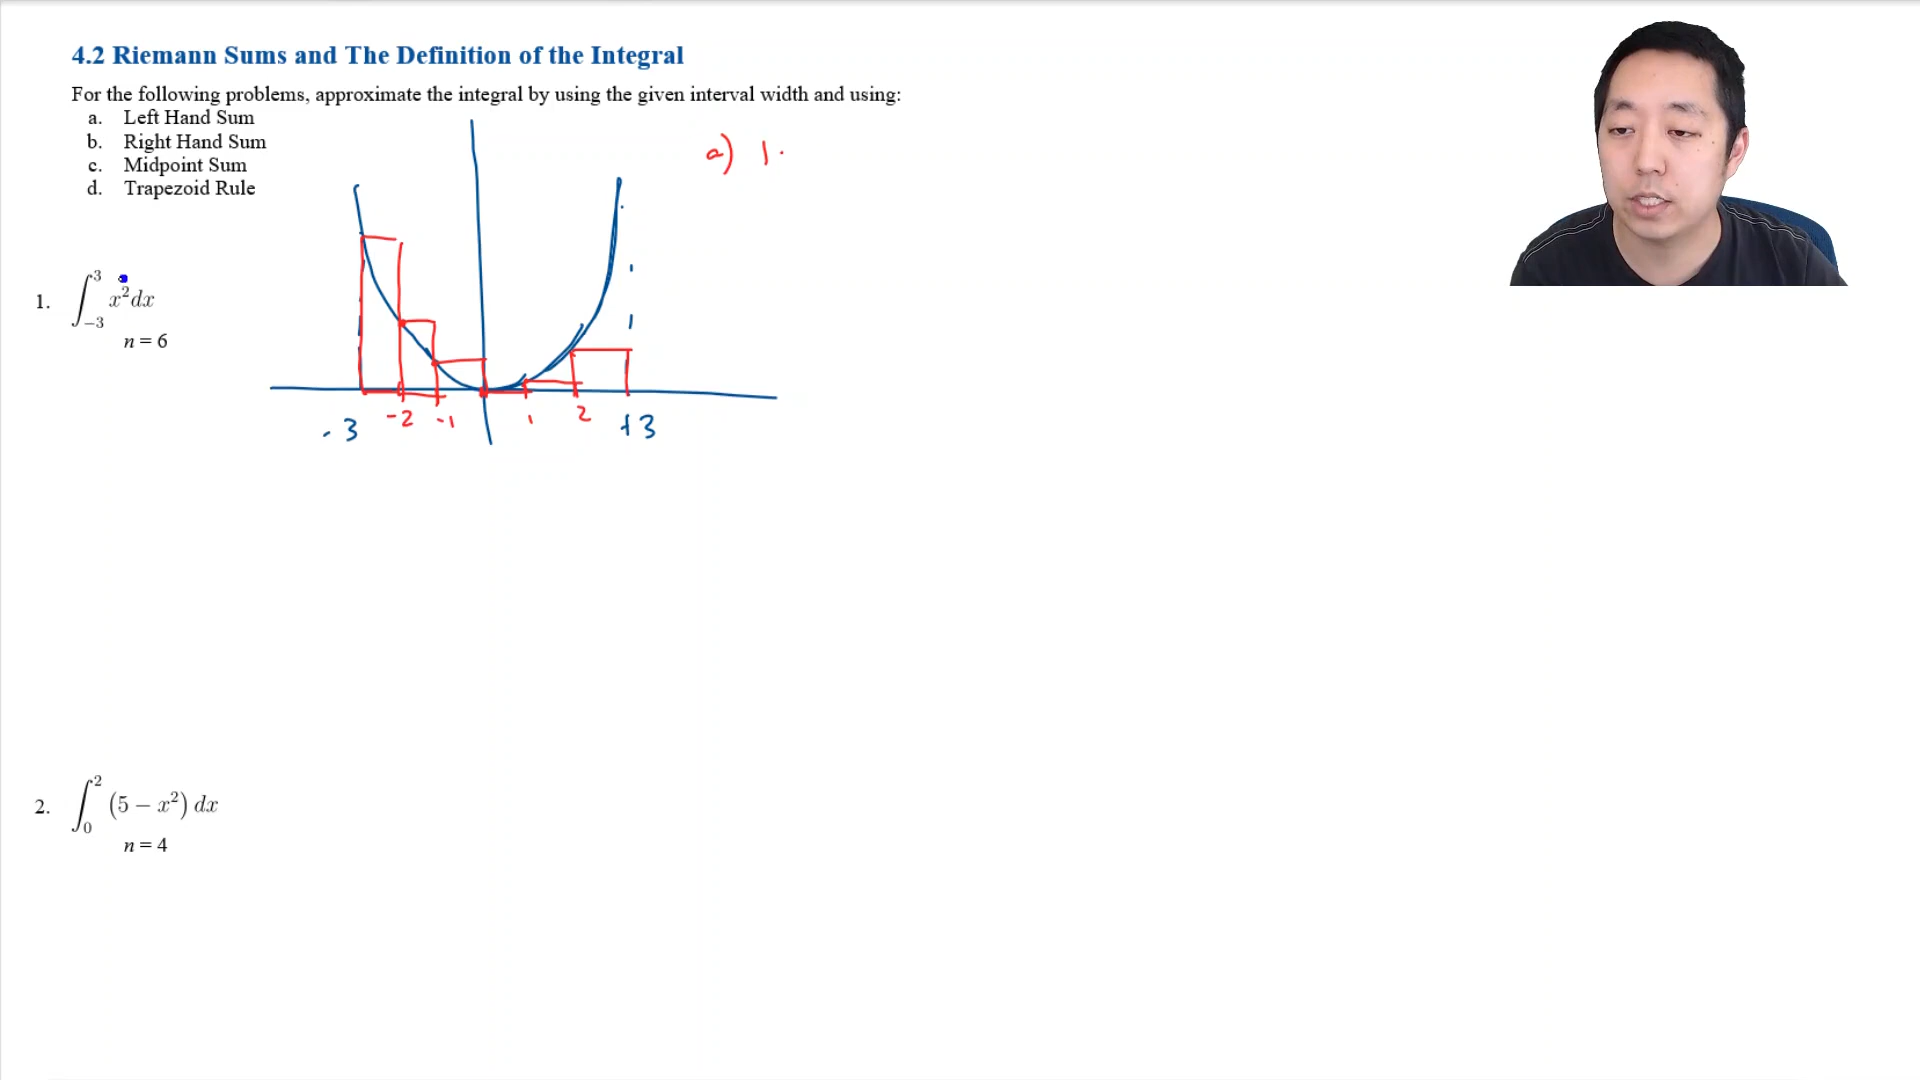 4.2 Riemann Sums and The Definition of the Integral
For the following problems, approximate the integral by using the given interval width and using:
a. Left Hand Sum
b. Right Hand Sum
c. Midpoint Sum
d. Trapezoid Rule
a) 1·
1. ∫_{-3}^{3} x² dx
n = 6
-3 -2 -1 1 2 +3
2. ∫_{0}^{2} (5 − x²) dx
n = 4